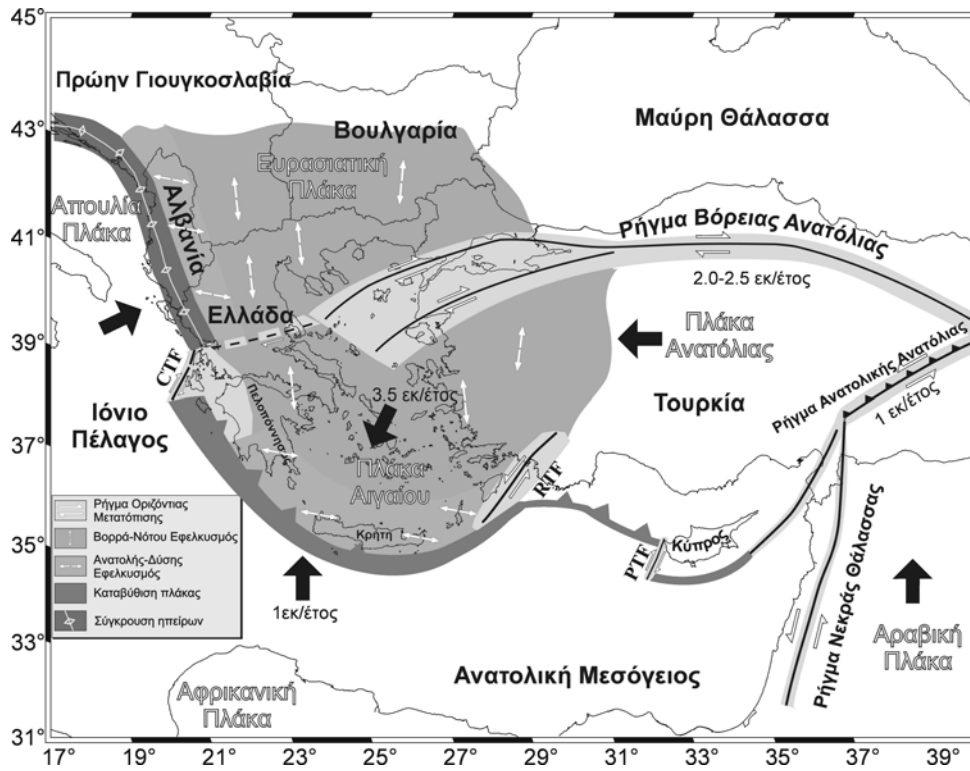 45°
Πρώην Γιουγκοσλαβία
Μαύρη Θάλασσα
43°
Βουλγαρία
Ευρασιατική
Πλάκα
Απουλία
Πλάκα
Αλβανία
41°
Ρήγμα Βόρειας Ανατόλιας
2.0-2.5 εκ/έτος
Ελλάδα
39°
Πλάκα
Ανατόλιας
CTF
Ρήγμα Ανατολικής Ανατολίας
1 εκ/έτος
3.5 εκ/έτος
Πελοπόννησος
Τουρκία
Ιόνιο
Πέλαγος
37°
Πλάκα
Αιγαίου
RTF
Ρήγμα Οριζόντιας
Μετατόπισης
Βορρά-Νότου Εφελκυσμός
Ανατολής-Δύσης
Εφελκυσμός
Καταβύθιση πλάκας
Σύγκρουση ηπείρων
Κρήτη
35°
PTF
Κύπρος
1εκ/έτος
Ρήγμα Νεκράς Θάλασσας
Αραβική
Πλάκα
33°
Ανατολική Μεσόγειος
Αφρικανική
Πλάκα
31°
17° 19° 21° 23° 25° 27° 29° 31° 33° 35° 37° 39°